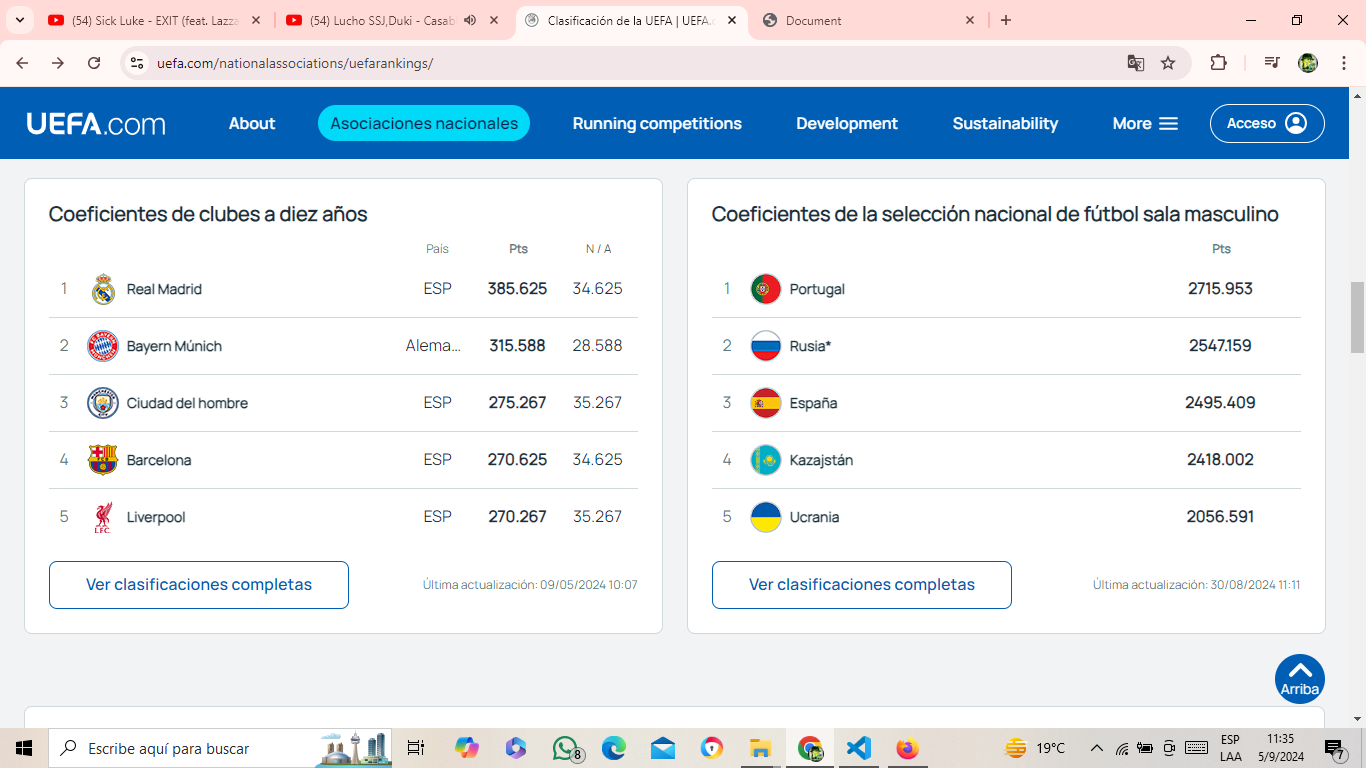 (54) Sick Luke - EXIT (feat. Lazza
(54) Lucho SSJ,Duki - Casab
Clasificación de la UEFA | UEFA.c
Document
uefa.com/nationalassociations/uefarankings/
UEFA.com
About
Asociaciones nacionales
Running competitions
Development
Sustainability
More
Acceso
Coeficientes de clubes a diez años
País Pts N / A
1 Real Madrid ESP 385.625 34.625
2 Bayern Múnich Alema... 315.588 28.588
3 Ciudad del hombre ESP 275.267 35.267
4 Barcelona ESP 270.625 34.625
5 Liverpool ESP 270.267 35.267
Ver clasificaciones completas
Última actualización: 09/05/2024 10:07
Coeficientes de la selección nacional de fútbol sala masculino
Pts
1 Portugal 2715.953
2 Rusia* 2547.159
3 España 2495.409
4 Kazajstán 2418.002
5 Ucrania 2056.591
Ver clasificaciones completas
Última actualización: 30/08/2024 11:11
Arriba
Escribe aquí para buscar
8
19°C
ESP
LAA
11:35
5/9/2024
7